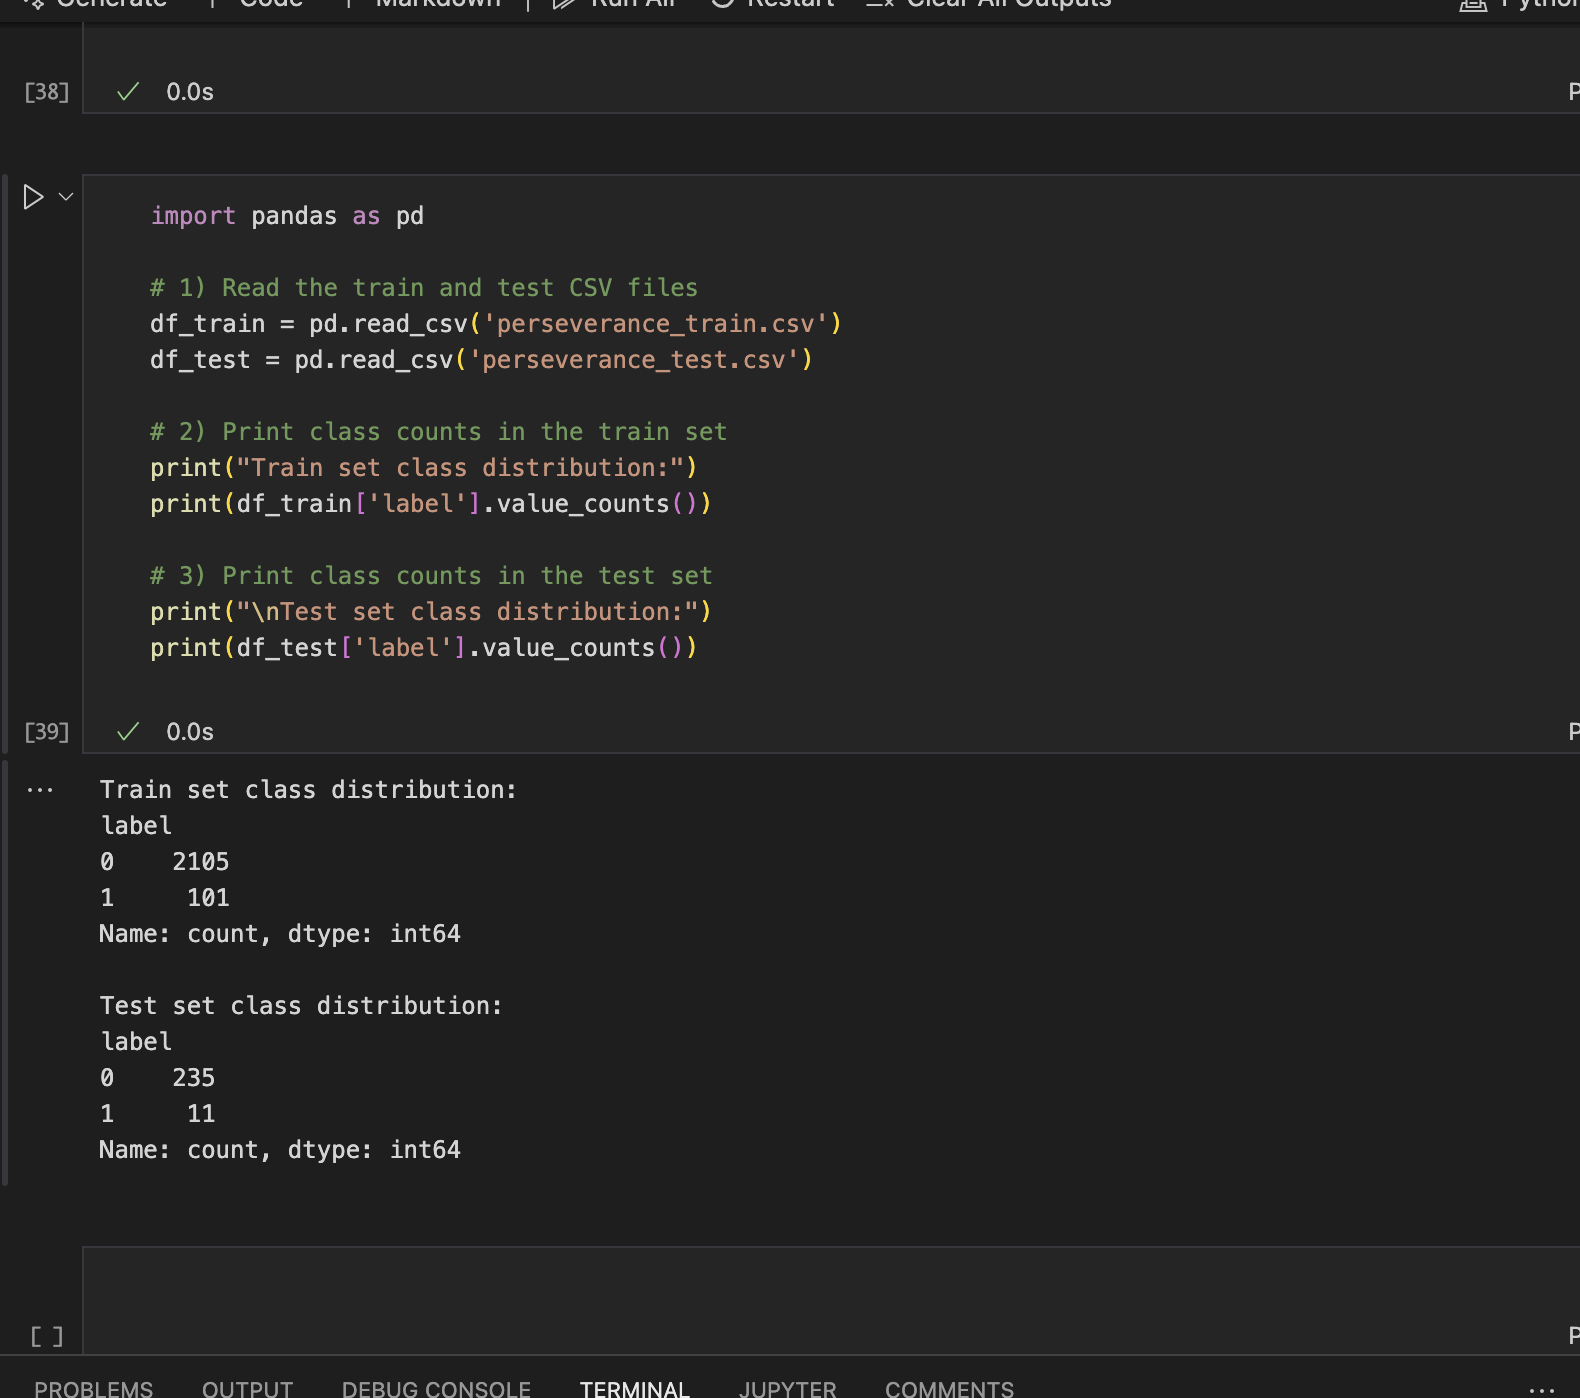 Generate Code Markdown Run All Restart Clear All Outputs
[38] 0.0s
import pandas as pd
# 1) Read the train and test CSV files
df_train = pd.read_csv('perseverance_train.csv')
df_test = pd.read_csv('perseverance_test.csv')
# 2) Print class counts in the train set
print("Train set class distribution:")
print(df_train['label'].value_counts())
# 3) Print class counts in the test set
print("\nTest set class distribution:")
print(df_test['label'].value_counts())
[39] 0.0s
... Train set class distribution:
label
0    2105
1     101
Name: count, dtype: int64
Test set class distribution:
label
0    235
1     11
Name: count, dtype: int64
[ ]
PROBLEMS OUTPUT DEBUG CONSOLE TERMINAL JUPYTER COMMENTS ...